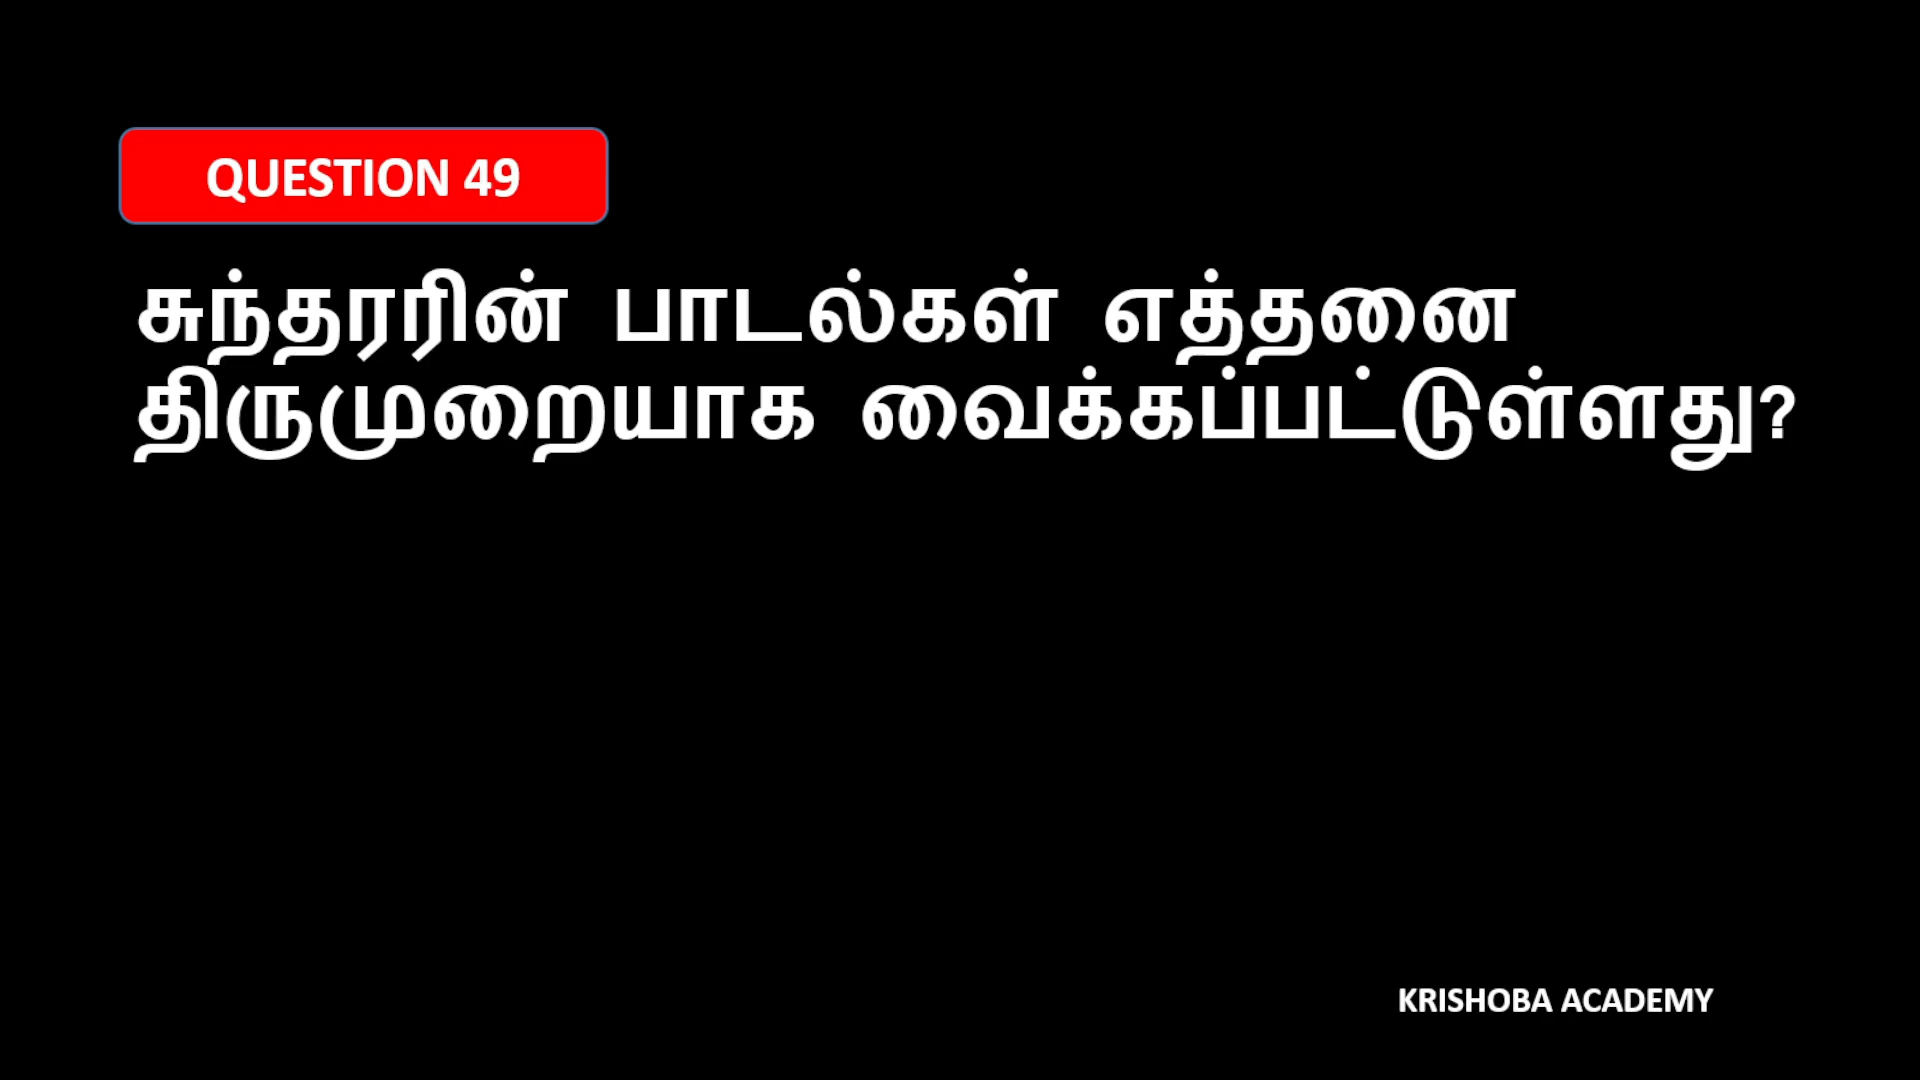 QUESTION 49
சுந்தரரின் பாடல்கள் எத்தனை
திருமுறையாக வைக்கப்பட்டுள்ளது?
KRISHOBA ACADEMY